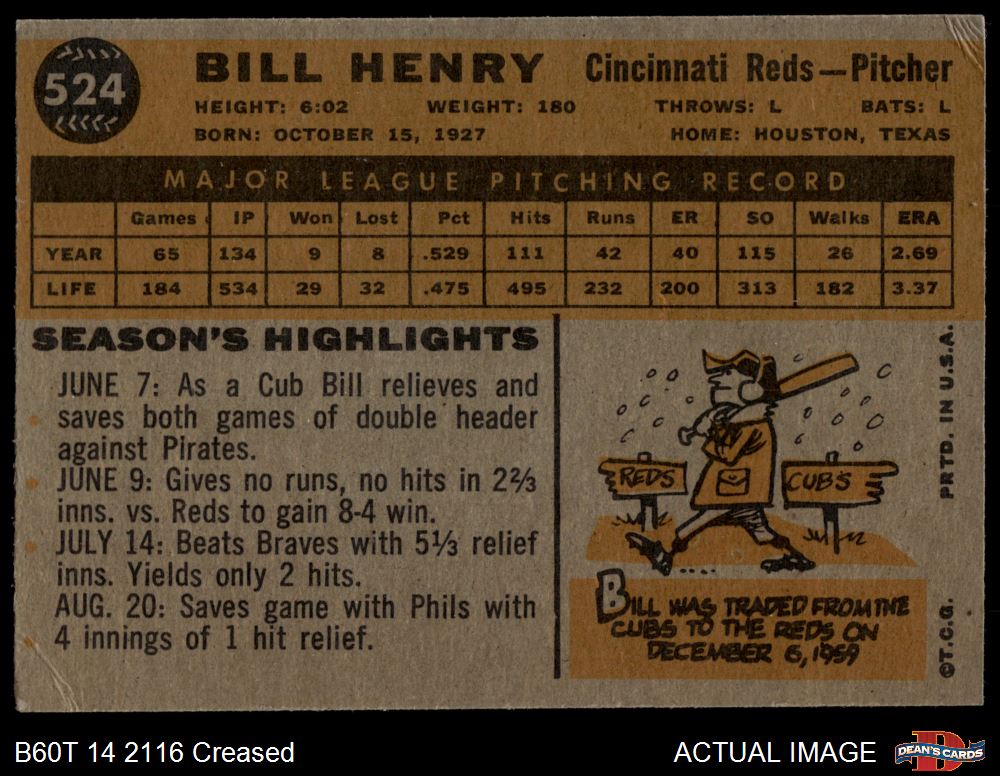 524
BILL HENRY Cincinnati Reds—Pitcher
HEIGHT: 6:02 WEIGHT: 180 THROWS: L BATS: L
BORN: OCTOBER 15, 1927 HOME: HOUSTON, TEXAS
MAJOR LEAGUE PITCHING RECORD
Games IP Won Lost Pct Hits Runs ER SO Walks ERA
YEAR 65 134 9 8 .529 111 42 40 115 26 2.69
LIFE 184 534 29 32 .475 495 232 200 313 182 3.37
SEASON'S HIGHLIGHTS
JUNE 7: As a Cub Bill relieves and
saves both games of double header
against Pirates.
JUNE 9: Gives no runs, no hits in 2⅔
inns. vs. Reds to gain 8-4 win.
JULY 14: Beats Braves with 5⅓ relief
inns. Yields only 2 hits.
AUG. 20: Saves game with Phils with
4 innings of 1 hit relief.
REDS
CUBS
BILL WAS TRADED FROM THE
CUBS TO THE REDS ON
DECEMBER 6, 1959
©T.C.G. PRTD. IN U.S.A.
B60T 14 2116 Creased
ACTUAL IMAGE
DEAN'S CARDS